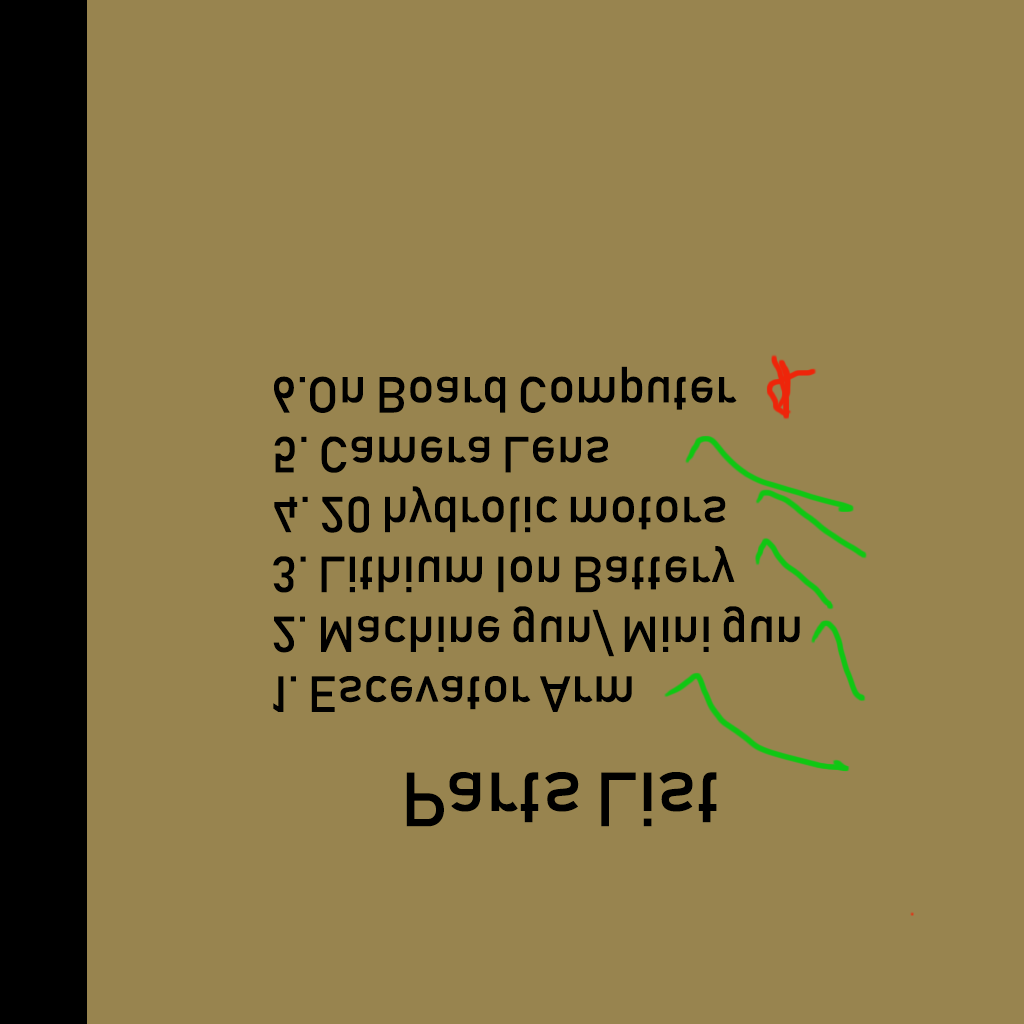 Parts List
1. Escevator Arm
2. Machine gun/ Mini gun
3. Lithium Ion Battery
4. 20 hydrolic motors
5. Camera Lens
6.On Board Computer